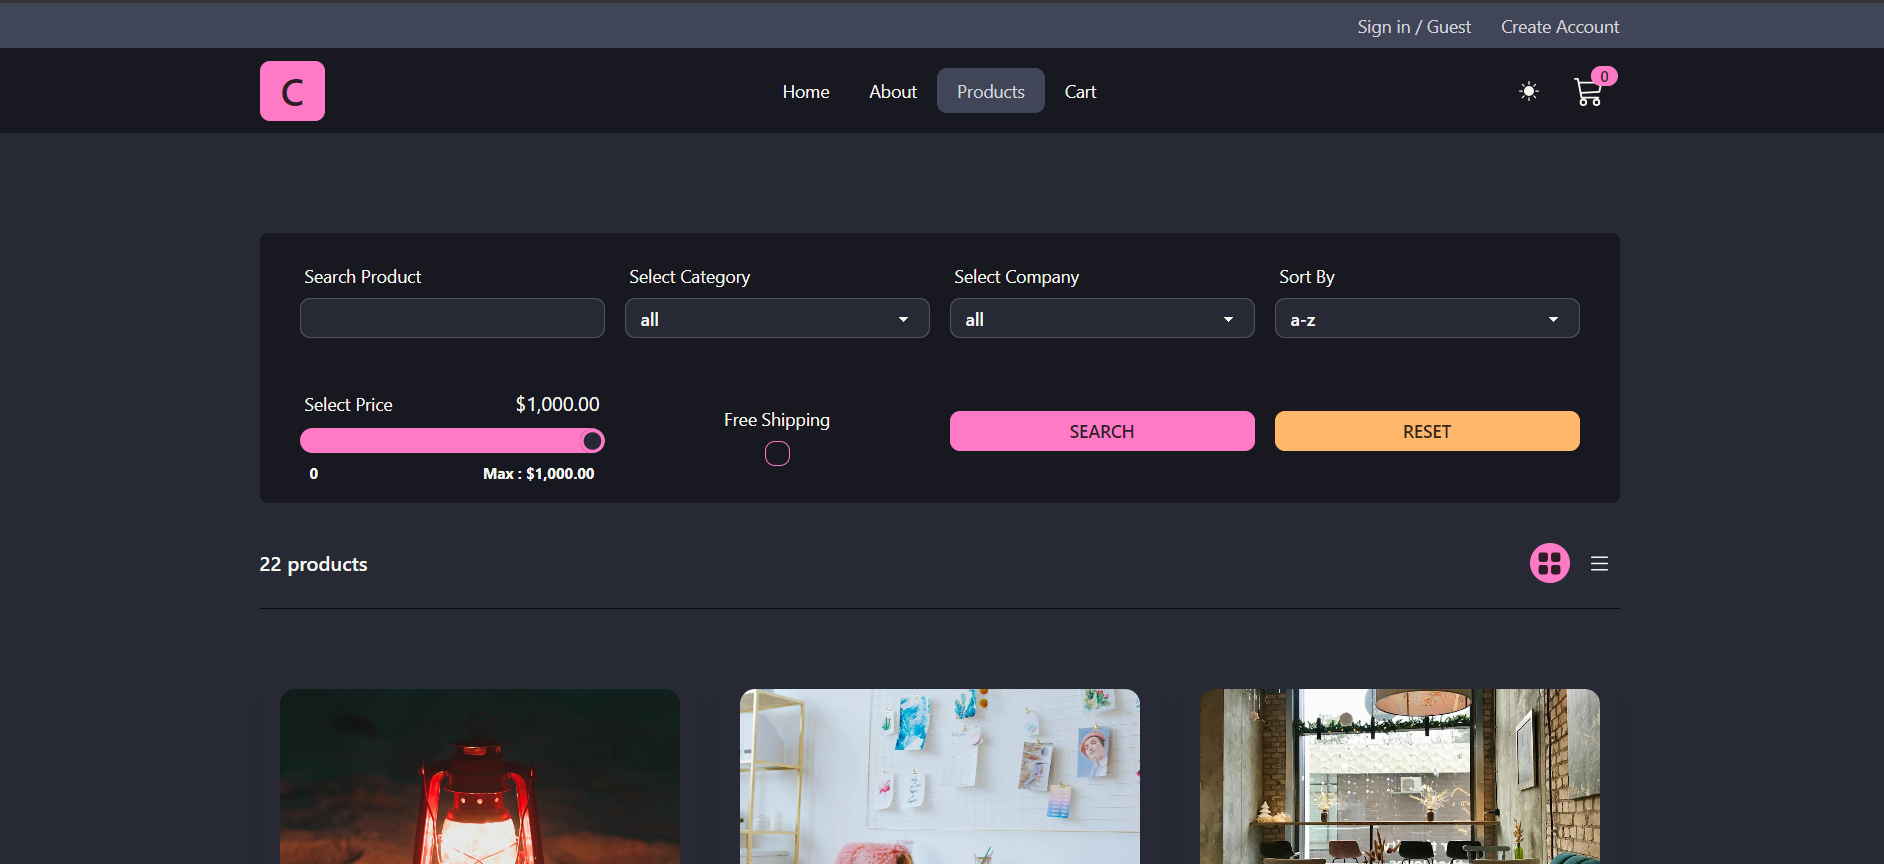 Sign in / Guest Create Account
C
Home About Products Cart
0
Search Product Select Category Select Company Sort By
all all a-z
Select Price $1,000.00
Free Shipping
SEARCH RESET
0 Max : $1,000.00
22 products